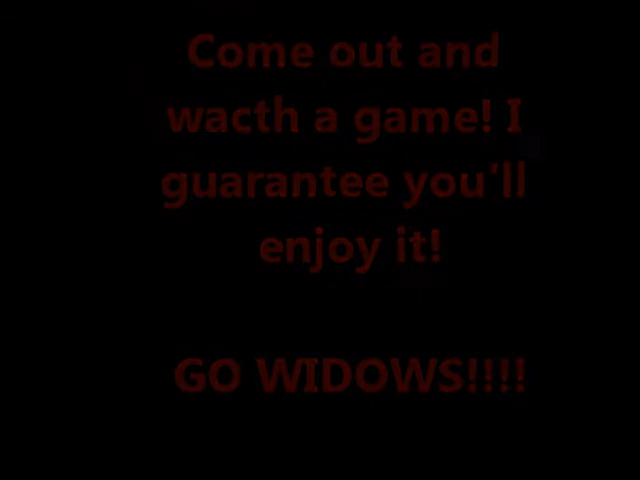 Come out and
wacth a game! I
guarantee you'll
enjoy it!
GO WIDOWS!!!!